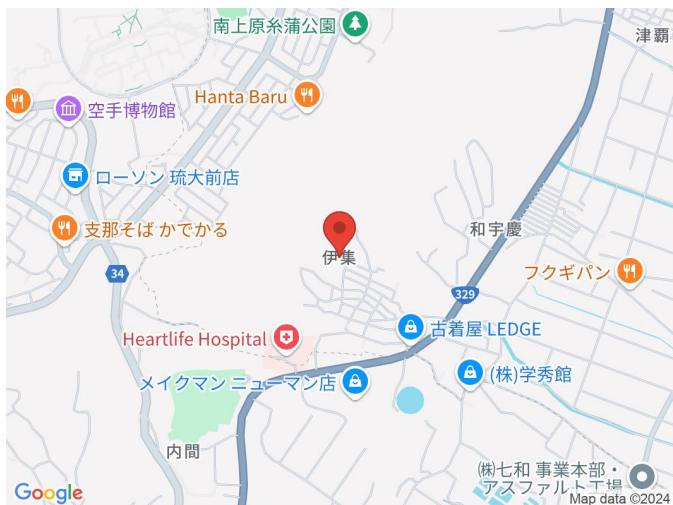 南上原糸蒲公園
津覇
Hanta Baru
空手博物館
ローソン 琉大前店
支那そば かでかる
和宇慶
伊集
34
フクギパン
329
古着屋 LEDGE
Heartlife Hospital
メイクマン ニューマン店
(株)学秀館
内間
㈱七和 事業本部・
アスファルト工場
Google
Map data ©2024